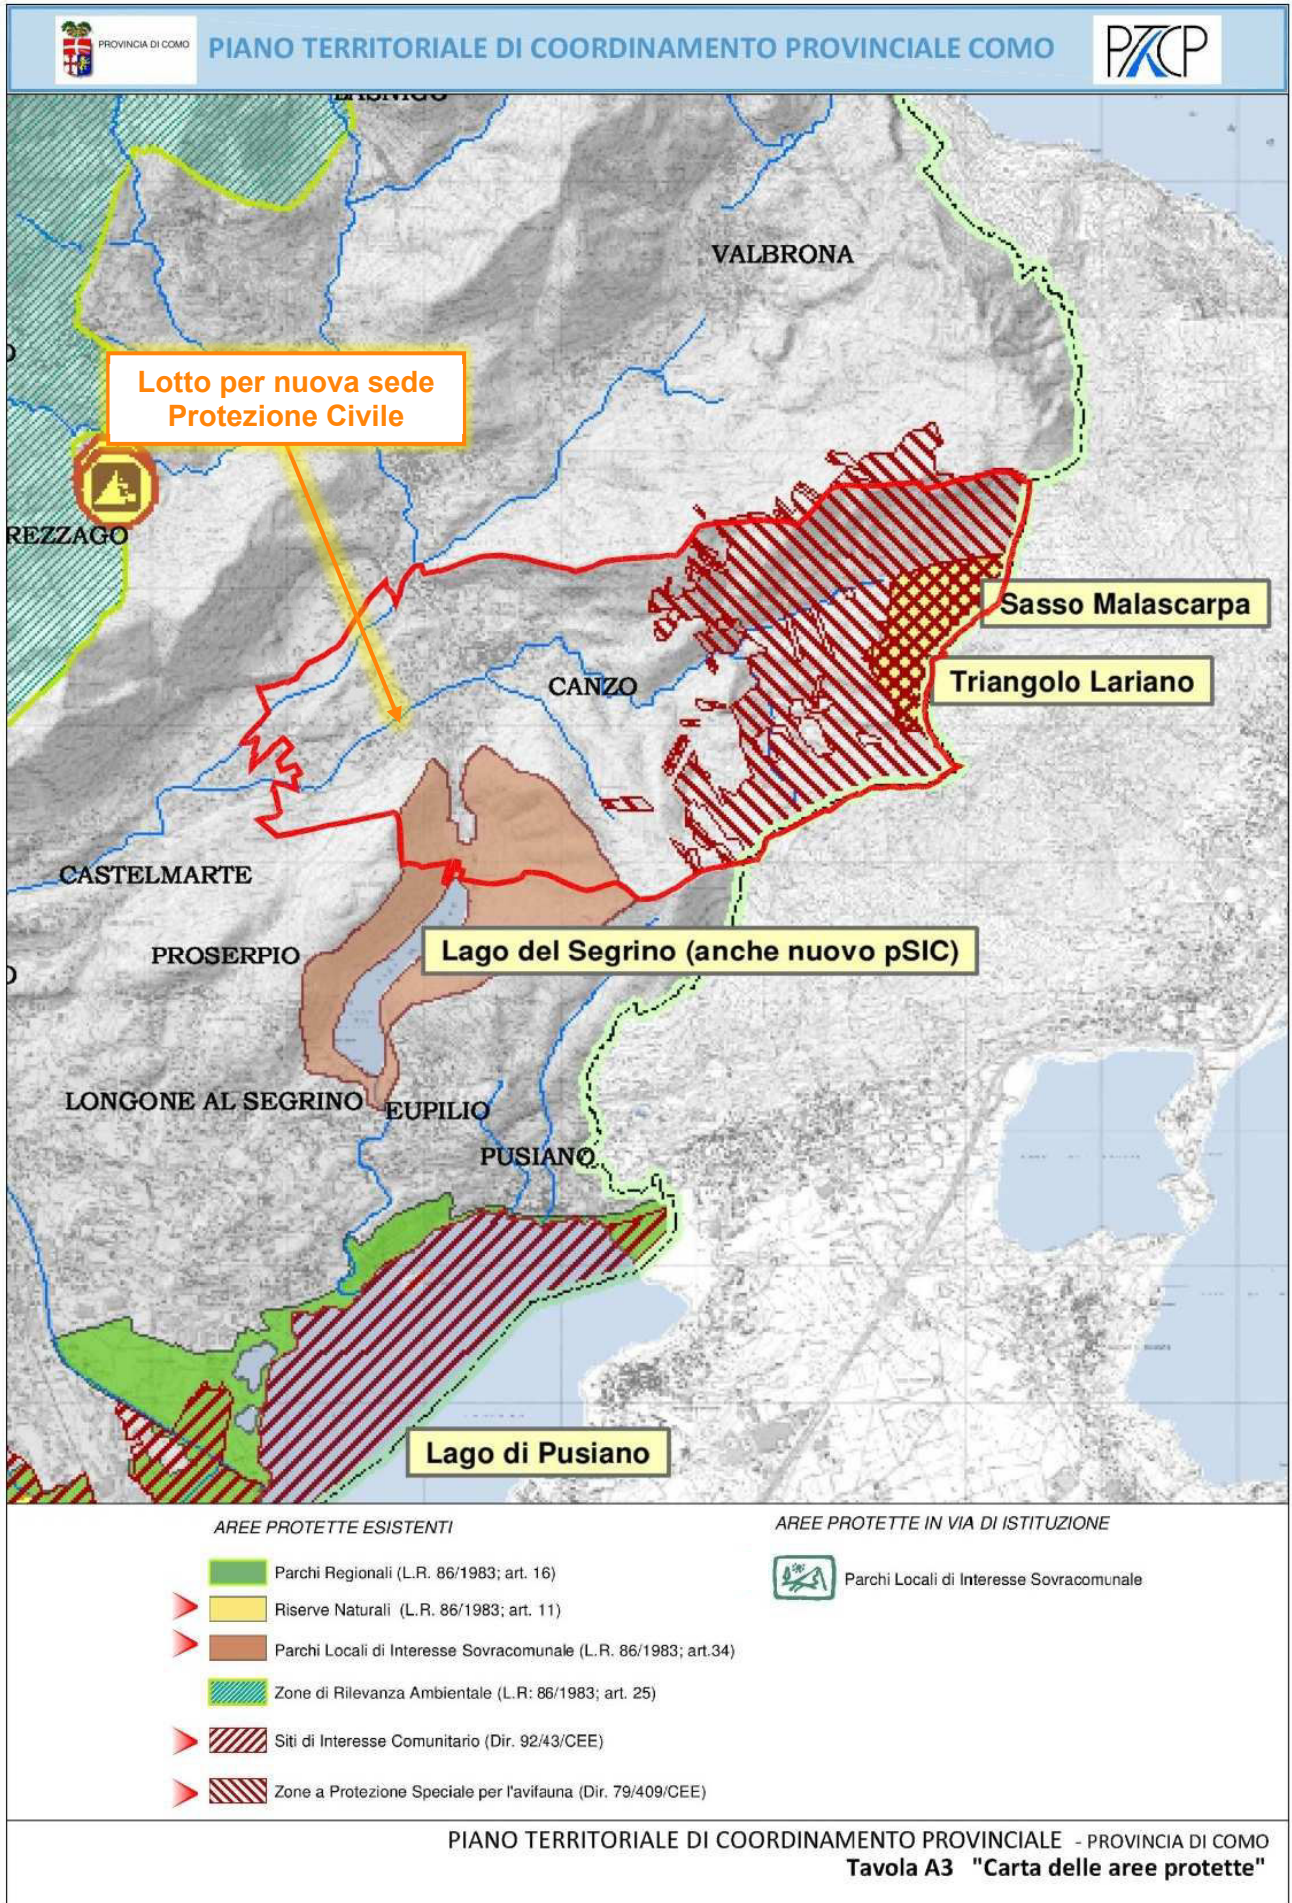 PROVINCIA DI COMO
PIANO TERRITORIALE DI COORDINAMENTO PROVINCIALE COMO
PTCP
LASNIGO
VALBRONA
Lotto per nuova sede
Protezione Civile
REZZAGO
Sasso Malascarpa
CANZO
Triangolo Lariano
CASTELMARTE
PROSERPIO
Lago del Segrino (anche nuovo pSIC)
LONGONE AL SEGRINO
EUPILIO
PUSIANO
Lago di Pusiano
AREE PROTETTE ESISTENTI
Parchi Regionali (L.R. 86/1983; art. 16)
Riserve Naturali (L.R. 86/1983; art. 11)
Parchi Locali di Interesse Sovracomunale (L.R. 86/1983; art.34)
Zone di Rilevanza Ambientale (L.R: 86/1983; art. 25)
Siti di Interesse Comunitario (Dir. 92/43/CEE)
Zone a Protezione Speciale per l'avifauna (Dir. 79/409/CEE)
AREE PROTETTE IN VIA DI ISTITUZIONE
Parchi Locali di Interesse Sovracomunale
PIANO TERRITORIALE DI COORDINAMENTO PROVINCIALE - PROVINCIA DI COMO
Tavola A3 "Carta delle aree protette"